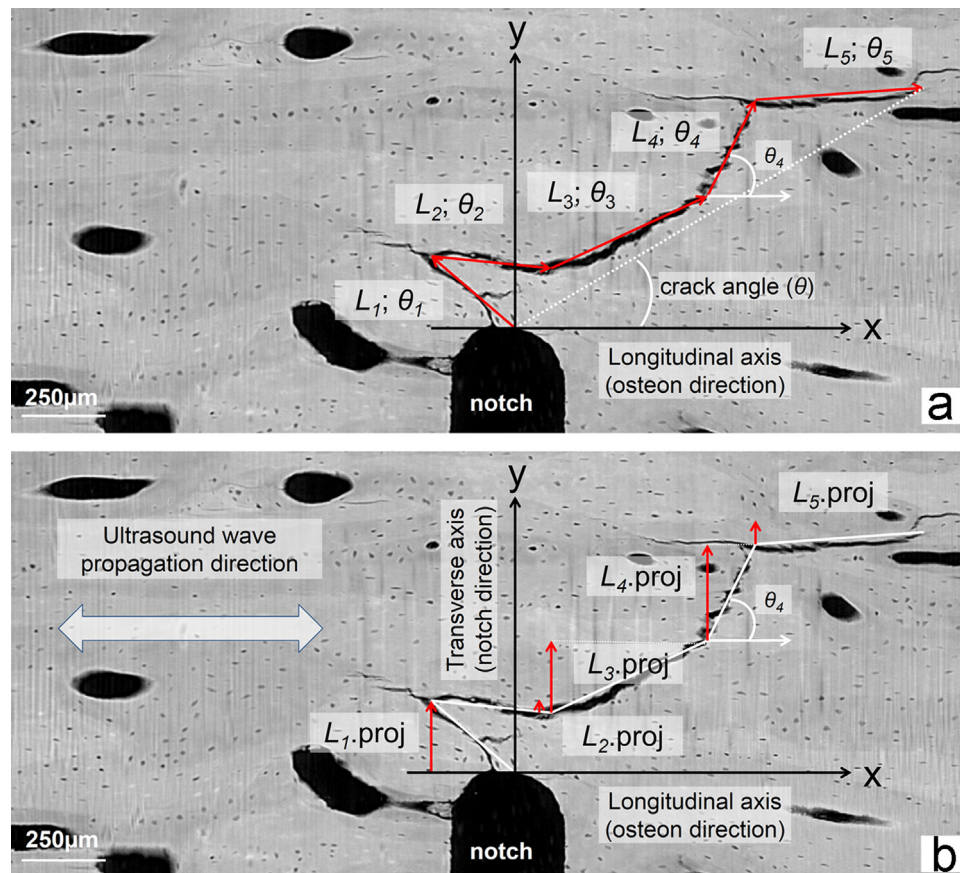 y
L5; θ5
L4; θ4
θ4
L2; θ2
L3; θ3
L1; θ1
crack angle (θ)
x
Longitudinal axis
(osteon direction)
250μm
notch
a
y
L5.proj
Ultrasound wave
propagation direction
Transverse axis
(notch direction)
L4.proj
θ4
L3.proj
L1.proj
L2.proj
x
Longitudinal axis
(osteon direction)
250μm
notch
b